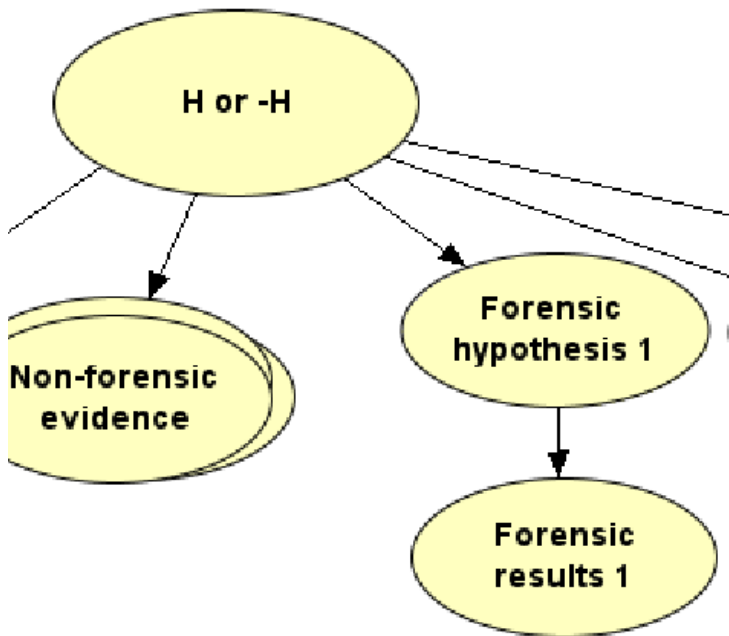 H or -H
Non-forensic
evidence
Forensic
hypothesis 1
Forensic
results 1